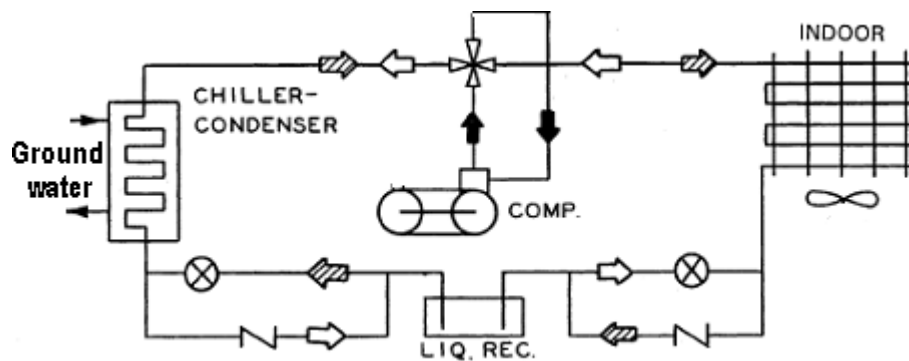 INDOOR
CHILLER-
CONDENSER
Ground
water
COMP.
LIQ. REC.